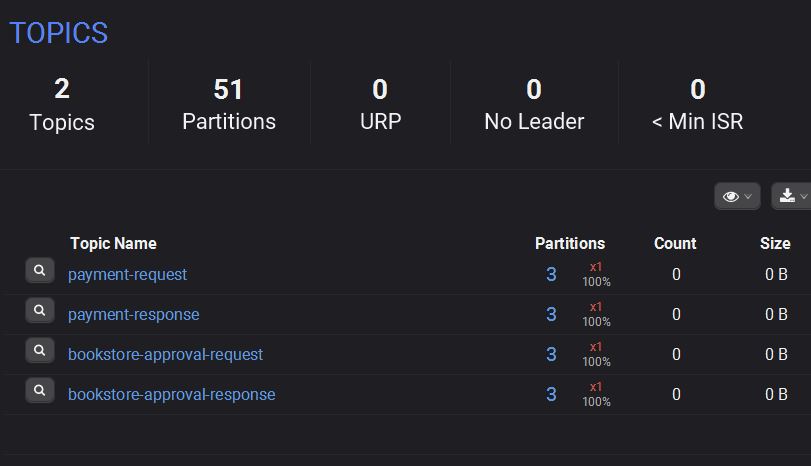 TOPICS
2 51 0 0 0
Topics Partitions URP No Leader < Min ISR
Topic Name Partitions Count Size
payment-request 3 x1 100% 0 0 B
payment-response 3 x1 100% 0 0 B
bookstore-approval-request 3 x1 100% 0 0 B
bookstore-approval-response 3 x1 100% 0 0 B